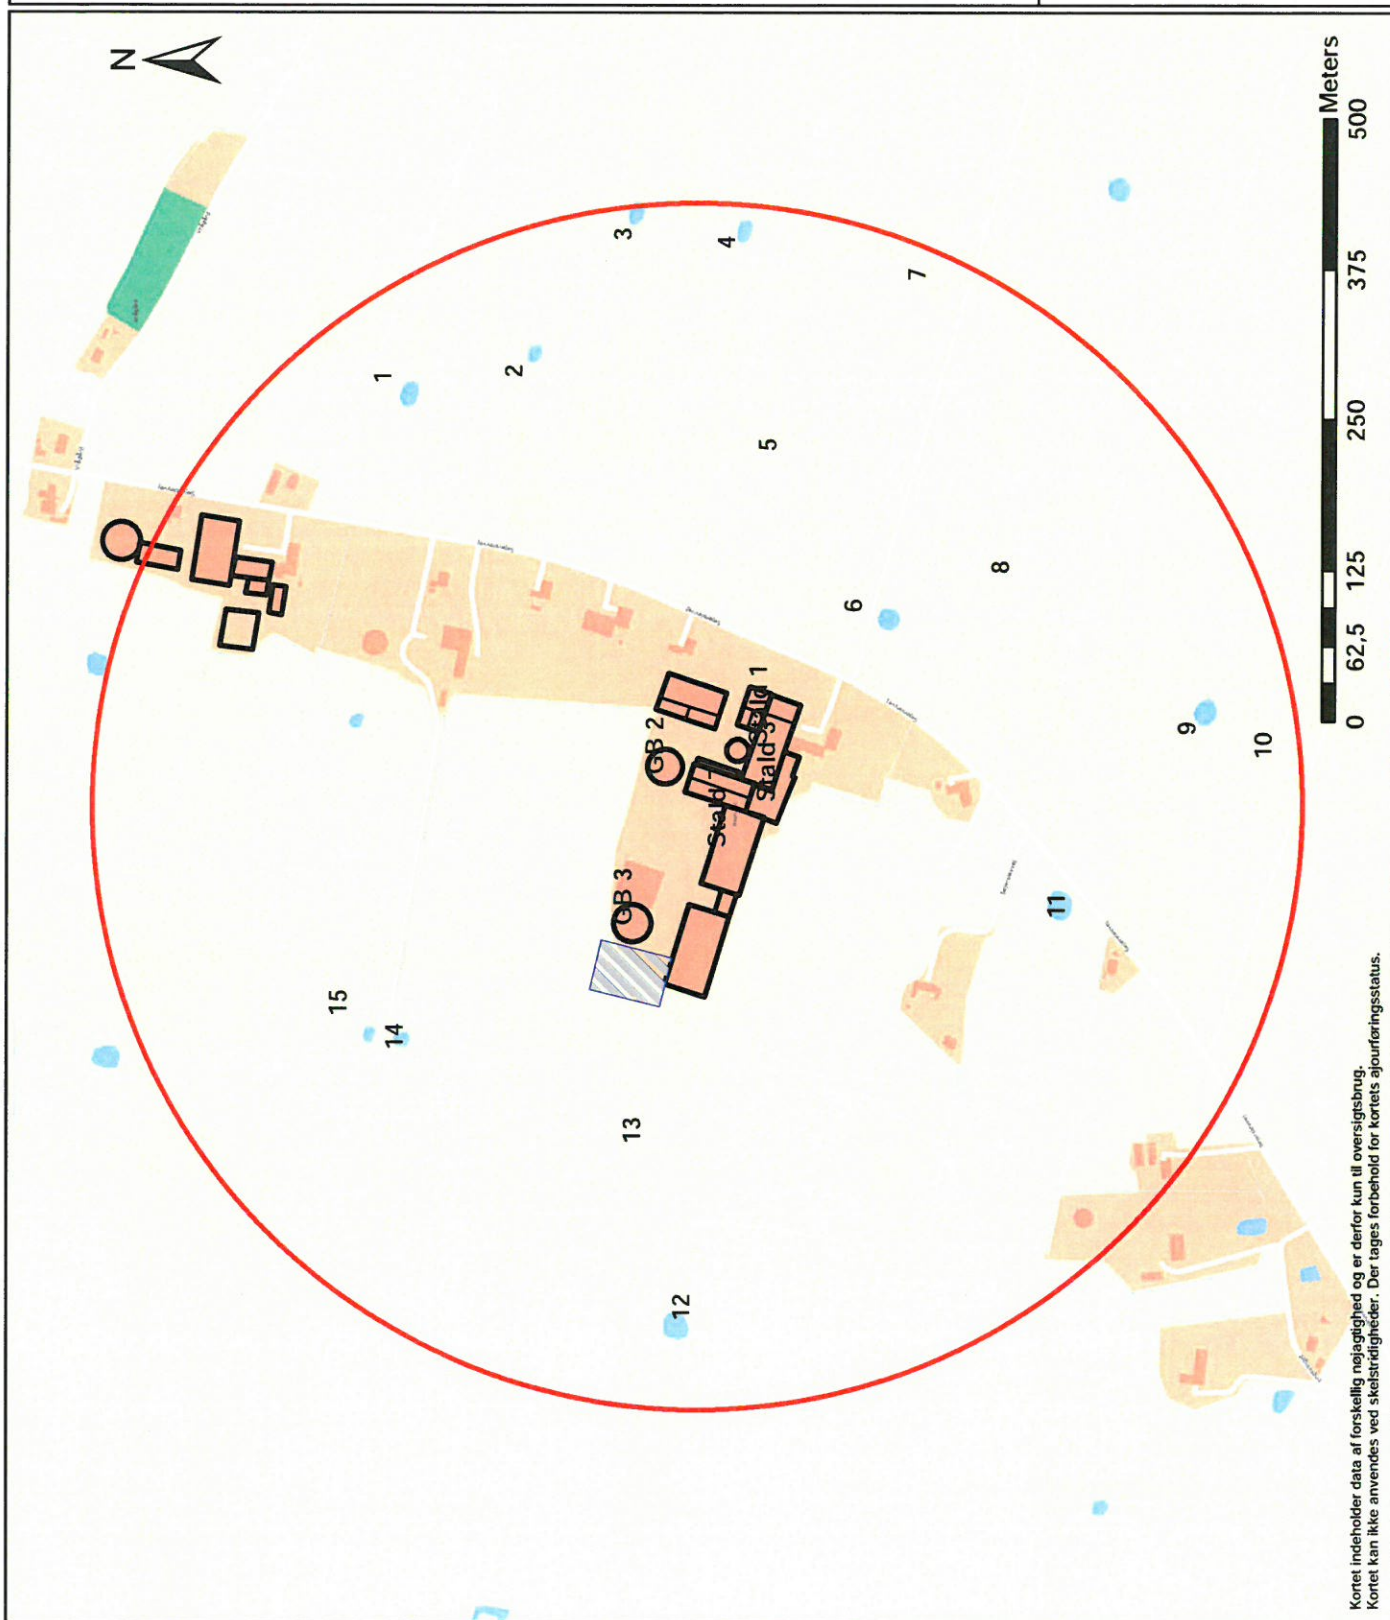 N
1
2
3
4
5
6
7
8
9
10
11
12
13
14
15
GB 2
GB 3
Stald 1
Stald 3
Stald
0 62,5 125 250 375 500
Meters
Kortet indeholder data af forskellig nøjagtighed og er derfor kun til oversigtsbrug.
Kortet kan ikke anvendes ved skelstridigheder. Der tages forbehold for kortets ajourføringsstatus.